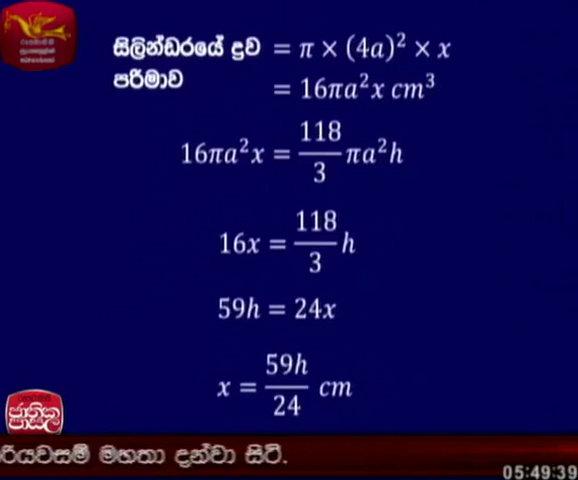 සිලින්ඩරයේ ද්‍රව = π × (4a)² × x
පරිමාව = 16πa²x cm³
16πa²x = 118/3 πa²h
16x = 118/3 h
59h = 24x
x = 59h/24 cm
ජාතික
පාසල
රියවසම් මහතා දන්වා සිටී.
05:49:39